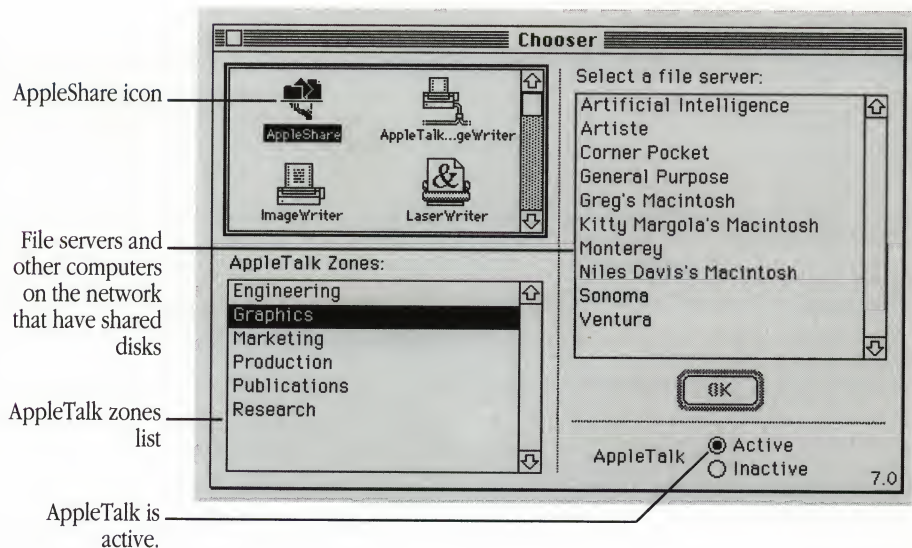 Chooser
AppleShare icon
AppleShare
AppleTalk...geWriter
ImageWriter
LaserWriter
Select a file server:
Artificial Intelligence
Artiste
Corner Pocket
General Purpose
Greg's Macintosh
Kitty Margola's Macintosh
Monterey
Niles Davis's Macintosh
Sonoma
Ventura
File servers and
other computers
on the network
that have shared
disks
AppleTalk Zones:
Engineering
Graphics
Marketing
Production
Publications
Research
OK
AppleTalk zones
list
AppleTalk
Active
Inactive
7.0
AppleTalk is
active.